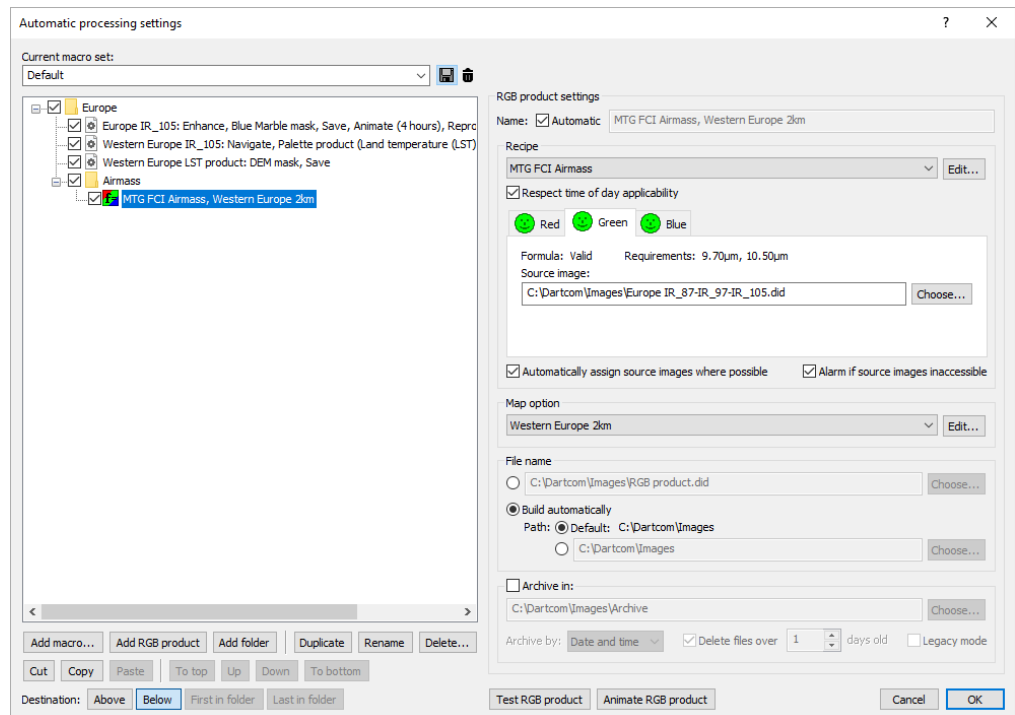 Automatic processing settings
?
Current macro set:
Default
Europe
Europe IR_105: Enhance, Blue Marble mask, Save, Animate (4 hours), Repro
Western Europe IR_105: Navigate, Palette product (Land temperature (LST)
Western Europe LST product: DEM mask, Save
Airmass
MTG FCI Airmass, Western Europe 2km
Add macro... Add RGB product Add folder Duplicate Rename Delete...
Cut Copy Paste To top Up Down To bottom
Destination: Above Below First in folder Last in folder
RGB product settings
Name: Automatic MTG FCI Airmass, Western Europe 2km
Recipe
MTG FCI Airmass Edit...
Respect time of day applicability
Red Green Blue
Formula: Valid Requirements: 9.70µm, 10.50µm
Source image:
C:\Dartcom\Images\Europe IR_87-IR_97-IR_105.did Choose...
Automatically assign source images where possible Alarm if source images inaccessible
Map option
Western Europe 2km Edit...
File name
C:\Dartcom\Images\RGB product.did Choose...
Build automatically
Path: Default: C:\Dartcom\Images
C:\Dartcom\Images Choose...
Archive in:
C:\Dartcom\Images\Archive Choose...
Archive by: Date and time Delete files over 1 days old Legacy mode
Test RGB product Animate RGB product Cancel OK